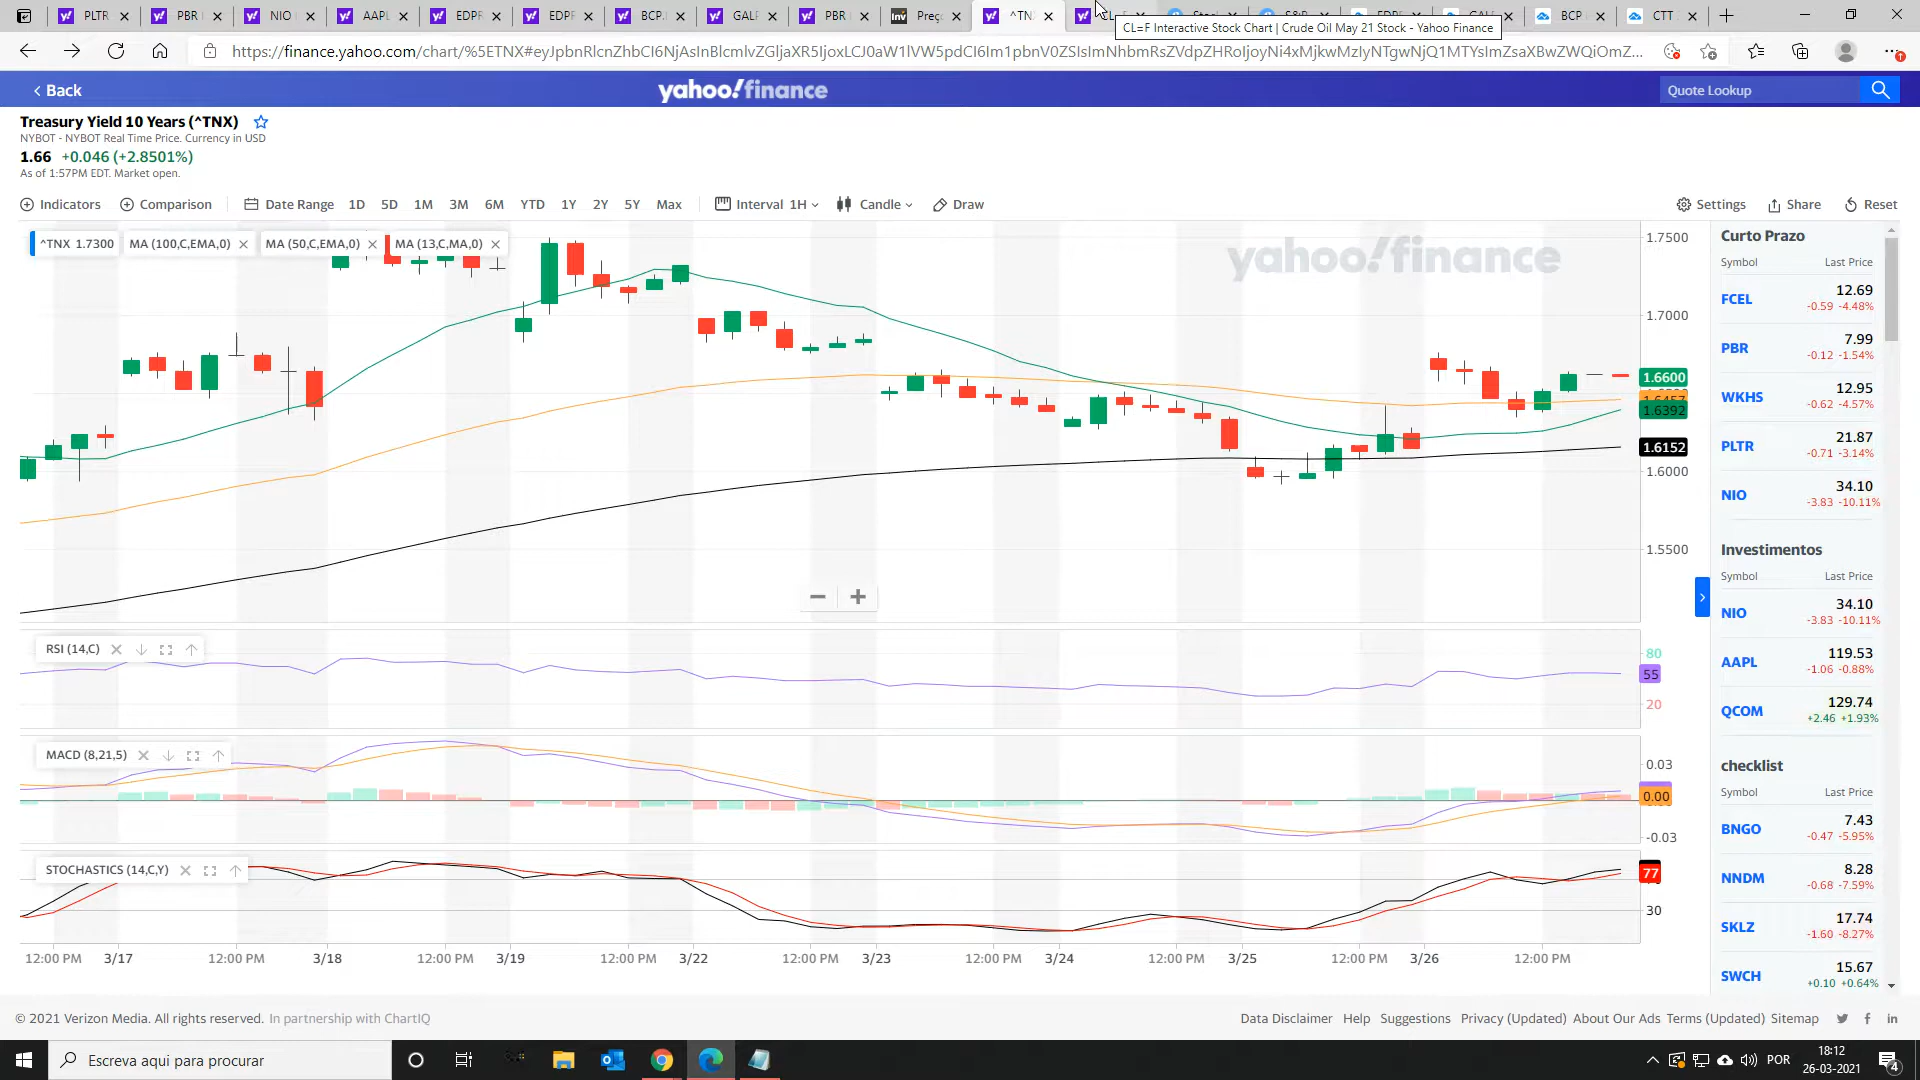 PLTR
PBR
NIO
AAPL
EDPR
EDPF
BCP.
GALP
PBR
Preço
^TN
CTT
BCP
CL=F Interactive Stock Chart | Crude Oil May 21 Stock - Yahoo Finance
https://finance.yahoo.com/chart/%5ETNX#eyJpbnRlcnZhbCI6NjAsInBlcmlvZGljaXR5IjoxLCJ0aW1lVW5pdCI6Im1pbnV0ZSIsImNhbmRsZVdpZHRoIjoyNi4xMjkwMzIyNTgwNjQ1MTYsImZsaXBwZWQiOmZ...
Back
yahoo!finance
Quote Lookup
Treasury Yield 10 Years (^TNX)
NYBOT - NYBOT Real Time Price. Currency in USD
1.66 +0.046 (+2.8501%)
As of 1:57PM EDT. Market open.
Indicators Comparison Date Range 1D 5D 1M 3M 6M YTD 1Y 2Y 5Y Max Interval 1H Candle Draw Settings Share Reset
^TNX 1.7300 MA (100,C,EMA,0) MA (50,C,EMA,0) MA (13,C,MA,0)
yahoo!finance
1.7500
1.7000
1.6600
1.6392
1.6152
1.6000
1.5500
RSI (14,C)
80
55
20
MACD (8,21,5)
0.03
0.00
-0.03
STOCHASTICS (14,C,Y)
77
30
12:00 PM 3/17 12:00 PM 3/18 12:00 PM 3/19 12:00 PM 3/22 12:00 PM 3/23 12:00 PM 3/24 12:00 PM 3/25 12:00 PM 3/26 12:00 PM
Curto Prazo
Symbol Last Price
FCEL 12.69
-0.59 -4.48%
PBR 7.99
-0.12 -1.54%
WKHS 12.95
-0.62 -4.57%
PLTR 21.87
-0.71 -3.14%
NIO 34.10
-3.83 -10.11%
Investimentos
Symbol Last Price
NIO 34.10
-3.83 -10.11%
AAPL 119.53
-1.06 -0.88%
QCOM 129.74
+2.46 +1.93%
checklist
Symbol Last Price
BNGO 7.43
-0.47 -5.95%
NNDM 8.28
-0.68 -7.59%
SKLZ 17.74
-1.60 -8.27%
SWCH 15.67
+0.10 +0.64%
© 2021 Verizon Media. All rights reserved. In partnership with ChartIQ
Data Disclaimer Help Suggestions Privacy (Updated) About Our Ads Terms (Updated) Sitemap
Escreva aqui para procurar
POR
18:12
26-03-2021
4